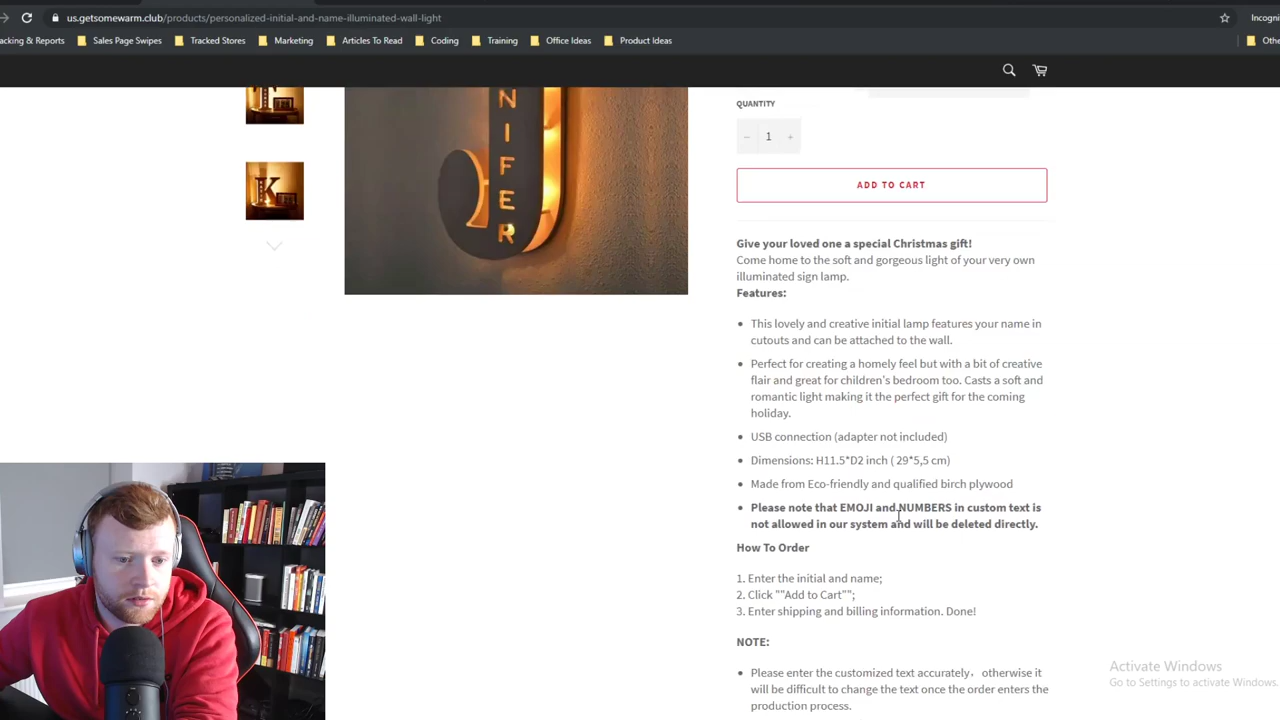 us.getsomewarm.club/products/personalized-initial-and-name-illuminated-wall-light
Incogni
acking & Reports
Sales Page Swipes
Tracked Stores
Marketing
Articles To Read
Coding
Training
Office Ideas
Product Ideas
Othe
QUANTITY
− 1 +
ADD TO CART
N
I
F
E
R
K
Give your loved one a special Christmas gift!
Come home to the soft and gorgeous light of your very own
illuminated sign lamp.
Features:
• This lovely and creative initial lamp features your name in
cutouts and can be attached to the wall.
• Perfect for creating a homely feel but with a bit of creative
flair and great for children's bedroom too. Casts a soft and
romantic light making it the perfect gift for the coming
holiday.
• USB connection (adapter not included)
• Dimensions: H11.5*D2 inch ( 29*5,5 cm)
• Made from Eco-friendly and qualified birch plywood
• Please note that EMOJI and NUMBERS in custom text is
not allowed in our system and will be deleted directly.
How To Order
1. Enter the initial and name;
2. Click ""Add to Cart"";
3. Enter shipping and billing information. Done!
NOTE:
• Please enter the customized text accurately，otherwise it
will be difficult to change the text once the order enters the
production process.
Activate Windows
Go to Settings to activate Windows.